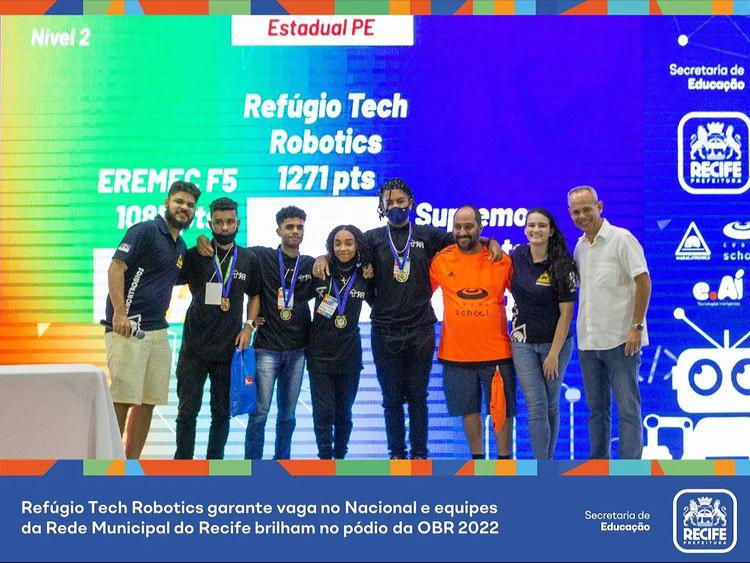 Nível 2
Estadual PE
Refúgio Tech
Robotics
1271 pts
EREMEC F5
Supremo
Secretaria de
Educação
RECIFE
PREFEITURA
school
e.Aí
school
Refúgio Tech Robotics garante vaga no Nacional e equipes
da Rede Municipal do Recife brilham no pódio da OBR 2022
Secretaria de
Educação
RECIFE
PREFEITURA